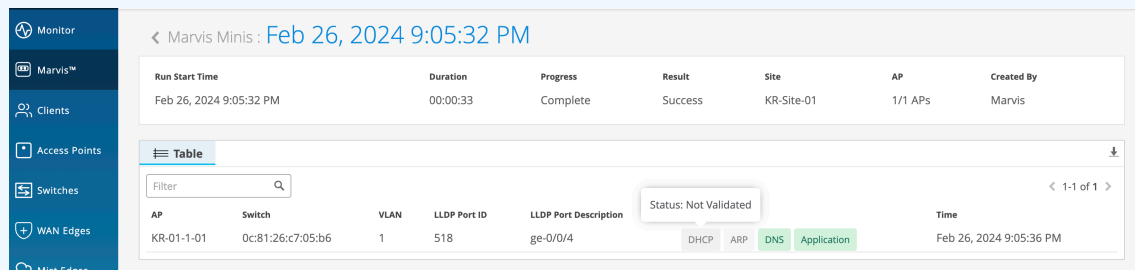 Monitor
Marvis™
Clients
Access Points
Switches
WAN Edges
Mist Edges
Marvis Minis : Feb 26, 2024 9:05:32 PM
Run Start Time Duration Progress Result Site AP Created By
Feb 26, 2024 9:05:32 PM 00:00:33 Complete Success KR-Site-01 1/1 APs Marvis
Table
Filter 1-1 of 1
Status: Not Validated
AP Switch VLAN LLDP Port ID LLDP Port Description Time
KR-01-1-01 0c:81:26:c7:05:b6 1 518 ge-0/0/4 DHCP ARP DNS Application Feb 26, 2024 9:05:36 PM